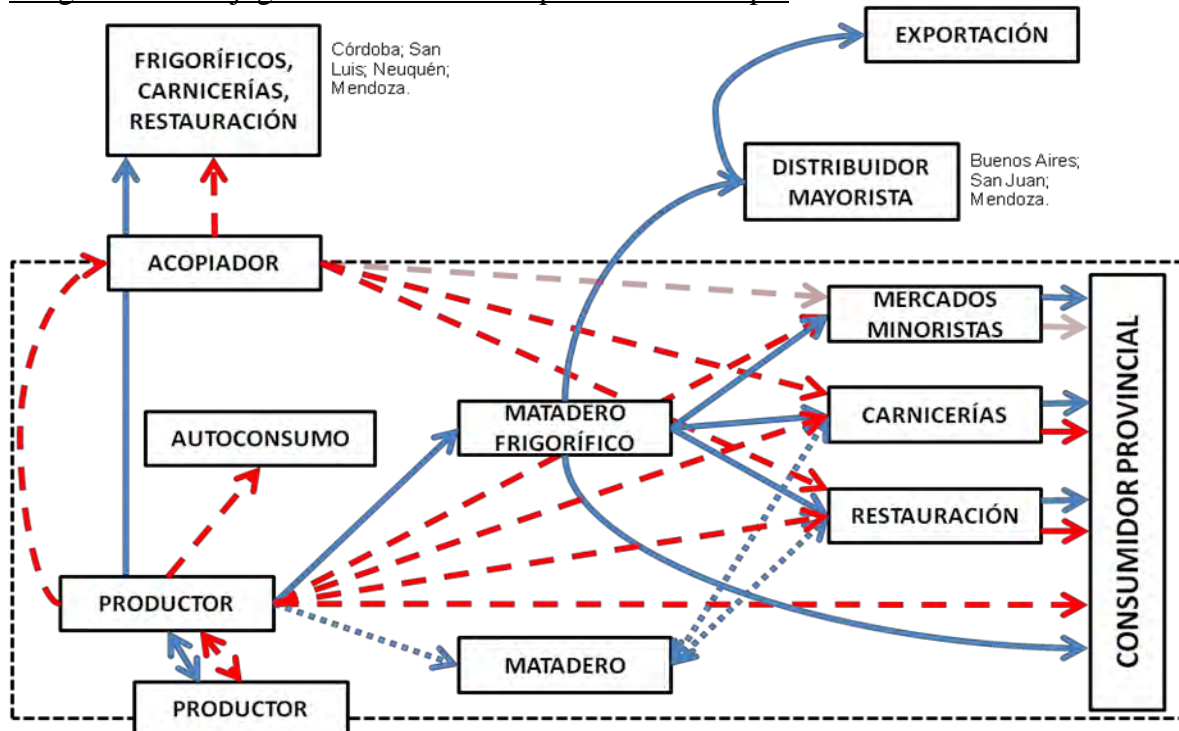 EXPORTACIÓN
FRIGORÍFICOS,
CARNICERÍAS,
RESTAURACIÓN
Córdoba; San
Luis; Neuquén;
Mendoza.
DISTRIBUIDOR
MAYORISTA
Buenos Aires;
San Juan;
Mendoza.
ACOPIADOR
MERCADOS
MINORISTAS
AUTOCONSUMO
MATADERO
FRIGORÍFICO
CARNICERÍAS
RESTAURACIÓN
CONSUMIDOR PROVINCIAL
PRODUCTOR
MATADERO
PRODUCTOR